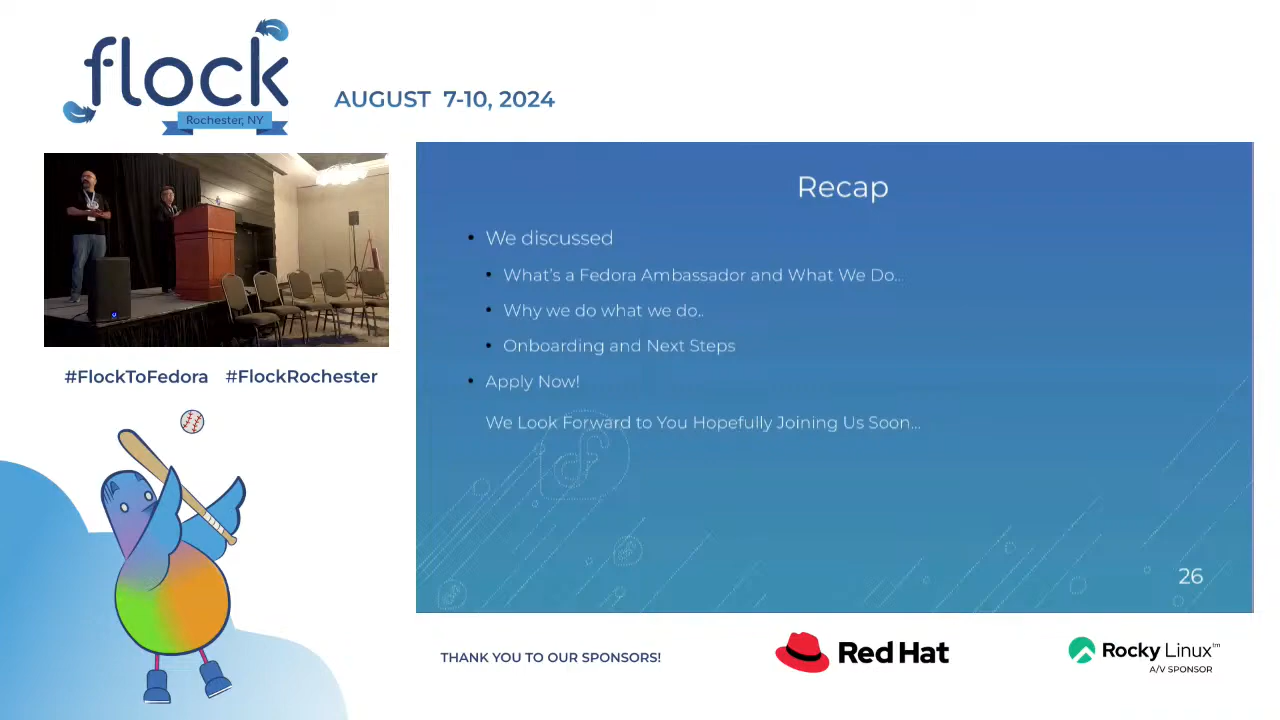 flock
Rochester, NY
AUGUST 7-10, 2024
#FlockToFedora #FlockRochester
Recap
• We discussed
• What's a Fedora Ambassador and What We Do..
• Why we do what we do..
• Onboarding and Next Steps
• Apply Now!
We Look Forward to You Hopefully Joining Us Soon...
26
THANK YOU TO OUR SPONSORS!
Red Hat
Rocky Linux™
A/V SPONSOR